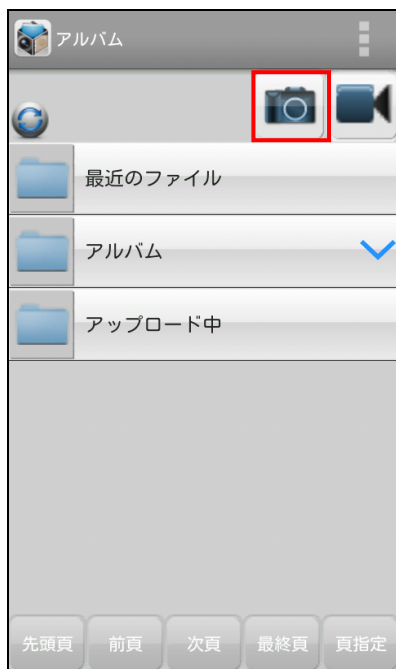 アルバム
最近のファイル
アルバム
アップロード中
先頭頁 前頁 次頁 最終頁 頁指定